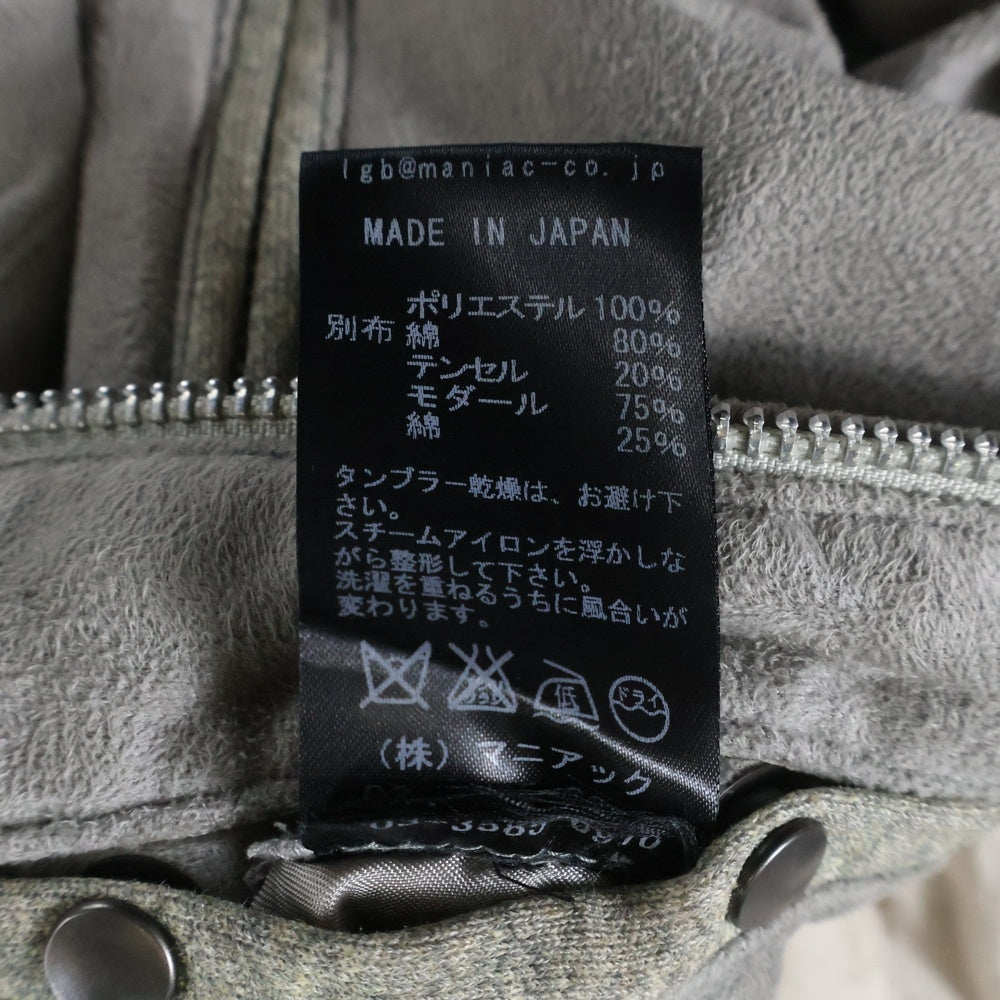 lgb@maniac-co.jp
MADE IN JAPAN
ポリエステル 100%
別布 綿 80%
テンセル 20%
モダール 75%
綿 25%
タンブラー乾燥は、お避け下
さい。
スチームアイロンを浮かしな
がら整形して下さい。
洗濯を重ねるうちに風合いが
変わります。
低 ドライ
(株)マニアック